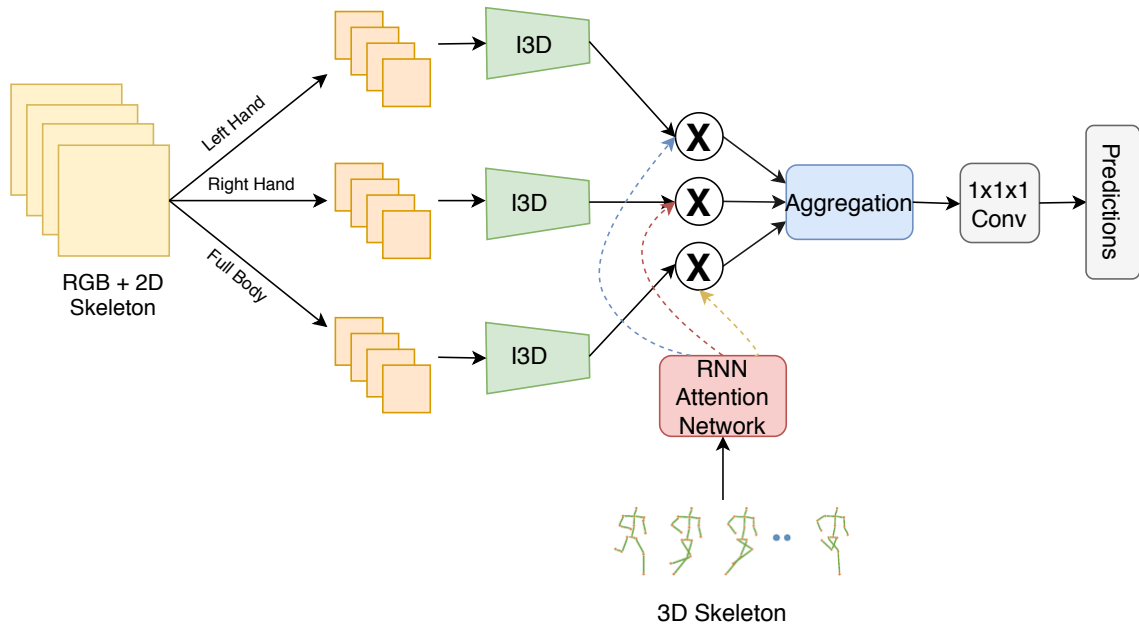 I3D
Left Hand
X
Right Hand
I3D
X
Aggregation
1x1x1
Conv
Predictions
Full Body
X
RGB + 2D
Skeleton
I3D
RNN
Attention
Network
3D Skeleton